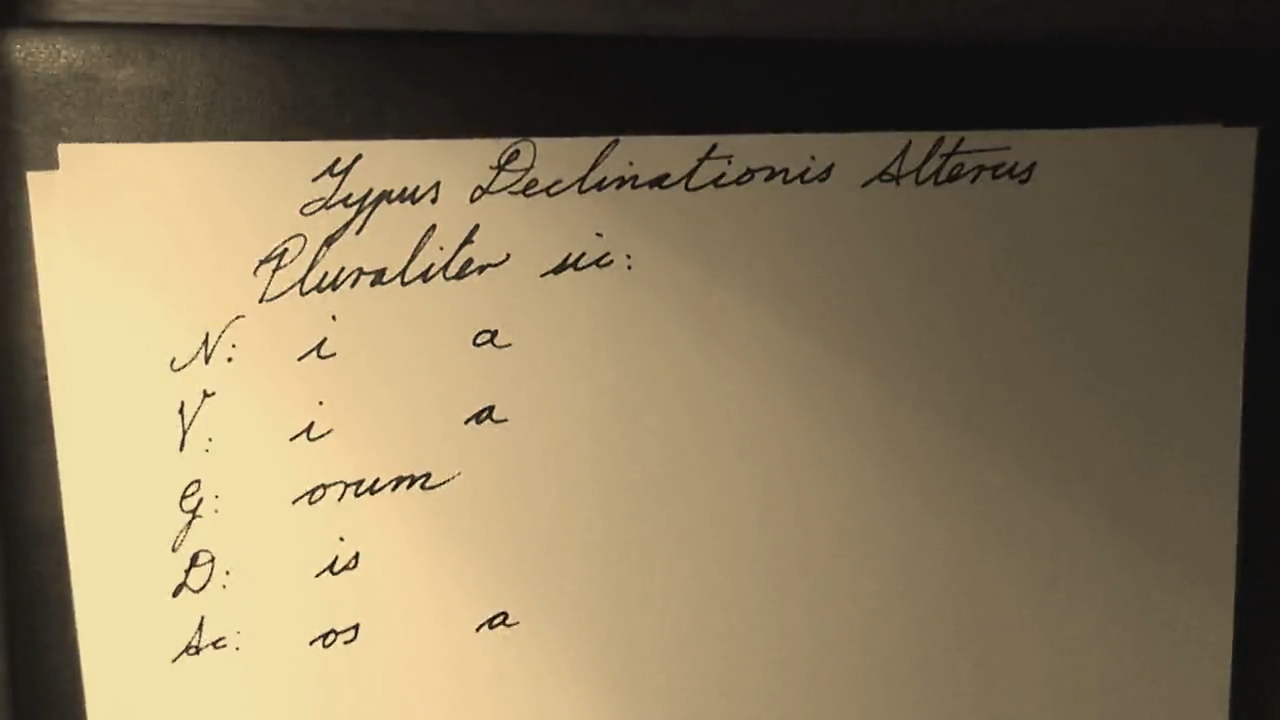 Typus Declinationis Alterus
Pluraliter sic:
N: i a
V: i a
G: orum
D: is
Ac: os a